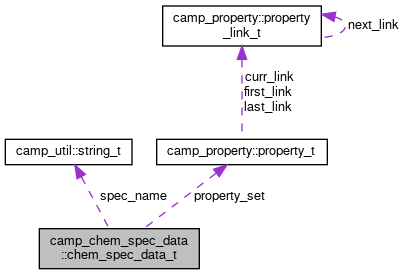 camp_property::property
_link_t
next_link
curr_link
first_link
last_link
camp_util::string_t
camp_property::property_t
spec_name
property_set
camp_chem_spec_data
::chem_spec_data_t